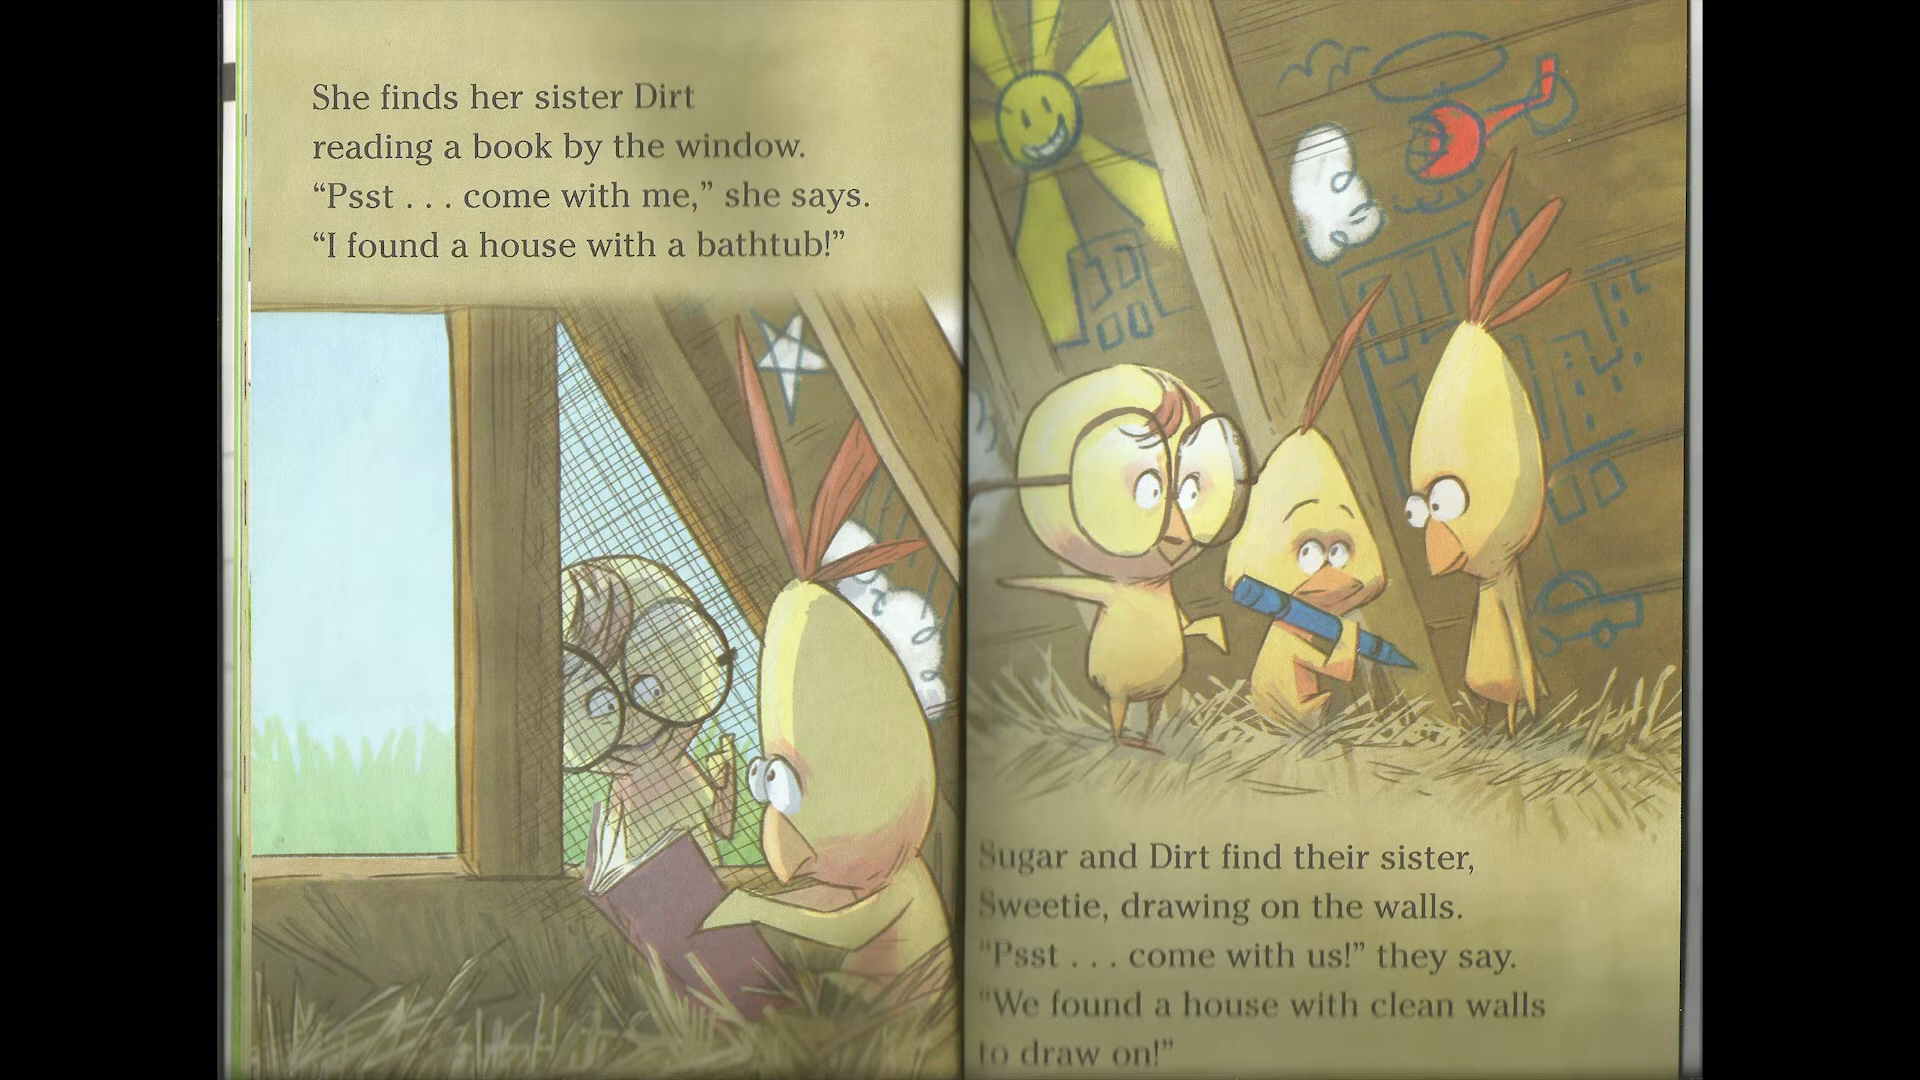 She finds her sister Dirt
reading a book by the window.
“Psst . . . come with me,” she says.
“I found a house with a bathtub!”
Sugar and Dirt find their sister,
Sweetie, drawing on the walls.
“Psst . . . come with us!” they say.
“We found a house with clean walls
to draw on!”